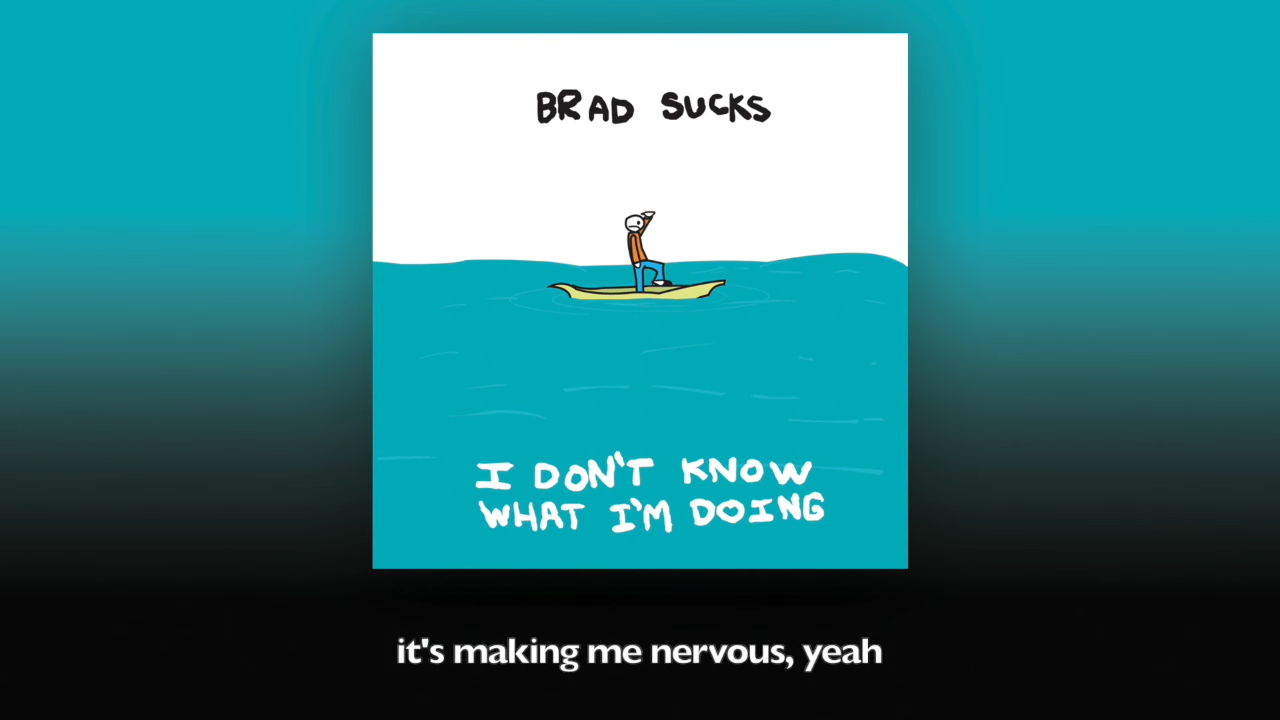 BRAD SUCKS
I DON'T KNOW
WHAT I'M DOING
it's making me nervous, yeah